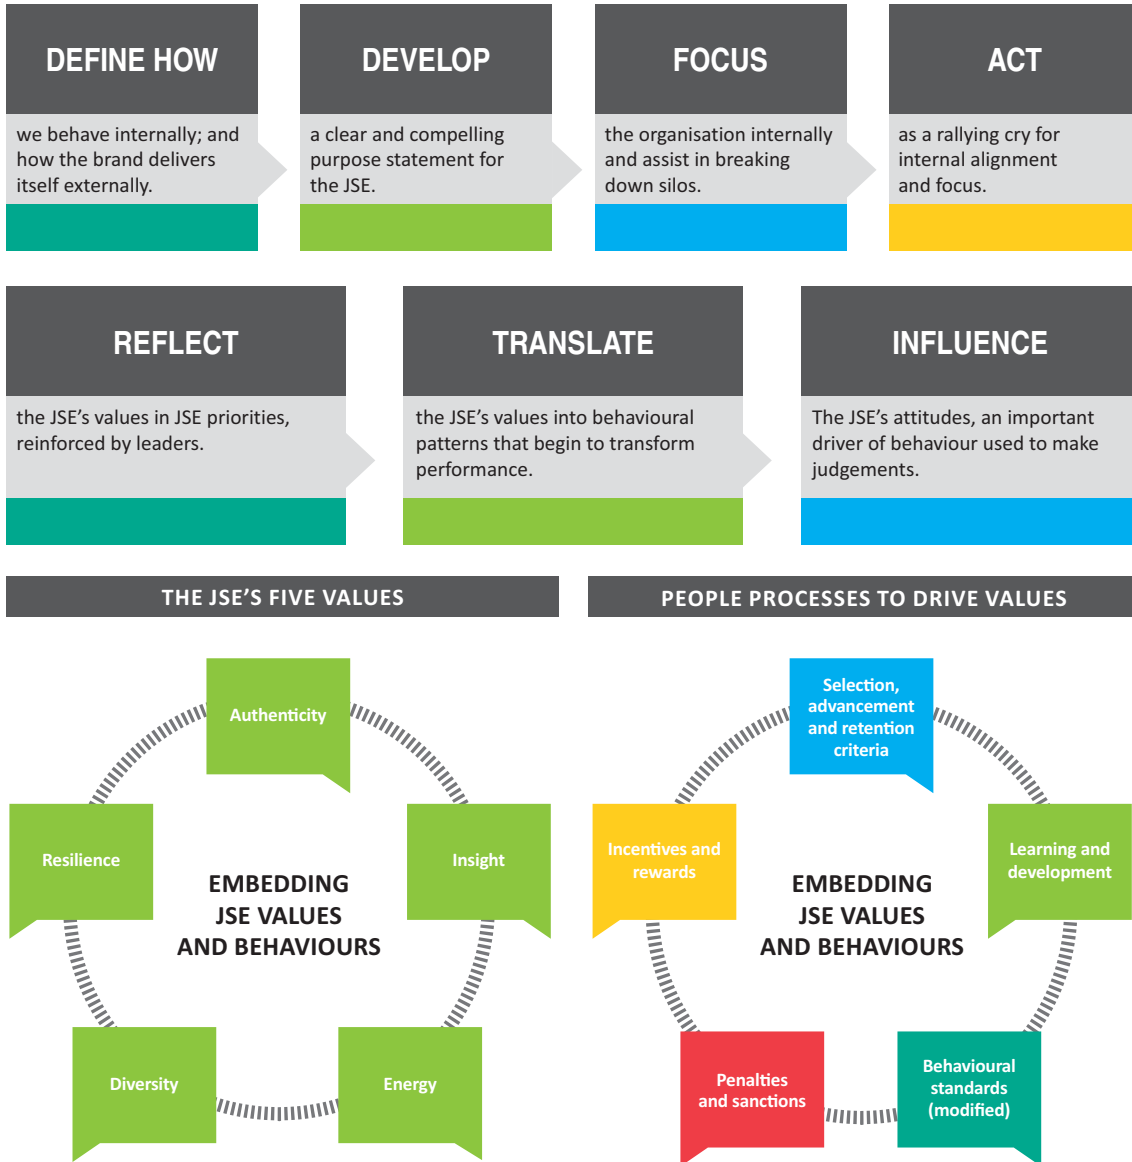 DEFINE HOW
we behave internally; and
how the brand delivers
itself externally.
DEVELOP
a clear and compelling
purpose statement for
the JSE.
FOCUS
the organisation internally
and assist in breaking
down silos.
ACT
as a rallying cry for
internal alignment
and focus.
REFLECT
the JSE’s values in JSE priorities,
reinforced by leaders.
TRANSLATE
the JSE’s values into behavioural
patterns that begin to transform
performance.
INFLUENCE
The JSE’s attitudes, an important
driver of behaviour used to make
judgements.
THE JSE’S FIVE VALUES
Authenticity
Resilience
Insight
EMBEDDING
JSE VALUES
AND BEHAVIOURS
Diversity
Energy
PEOPLE PROCESSES TO DRIVE VALUES
Selection,
advancement
and retention
criteria
Incentives and
rewards
Learning and
development
EMBEDDING
JSE VALUES
AND BEHAVIOURS
Penalties
and sanctions
Behavioural
standards
(modified)